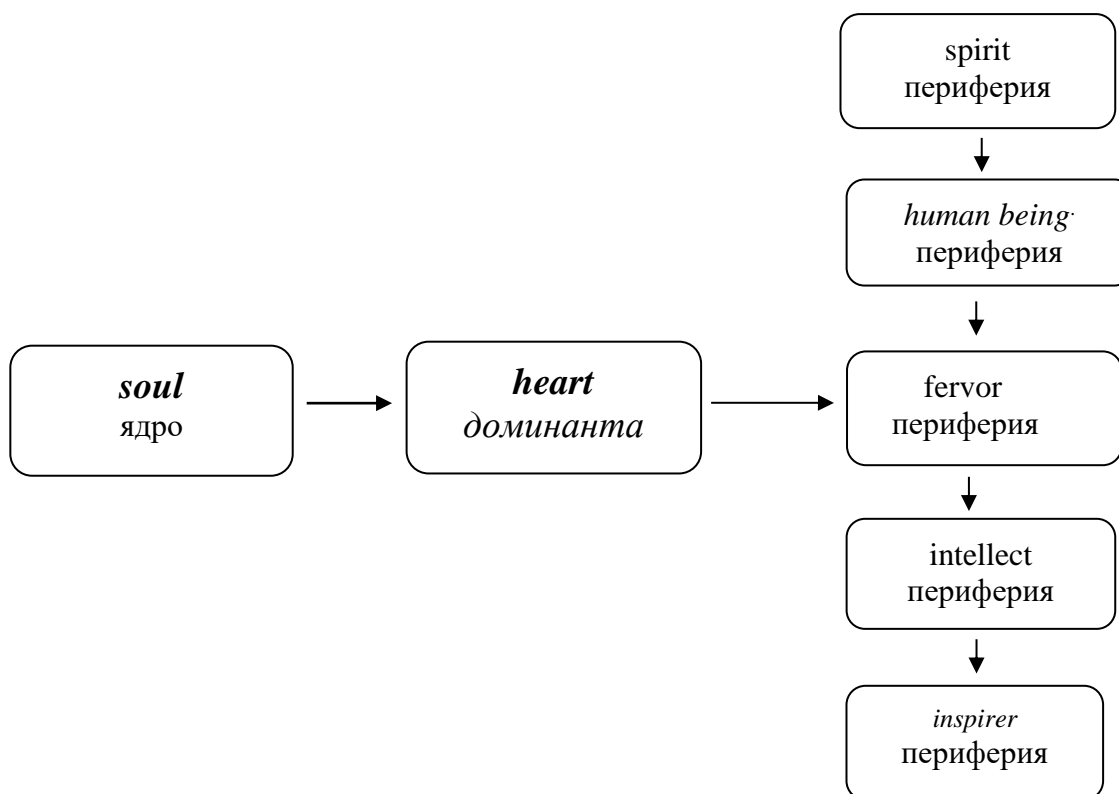 spirit
периферия
human being.
периферия
soul
ядро
heart
доминанта
fervor
периферия
intellect
периферия
inspirer
периферия